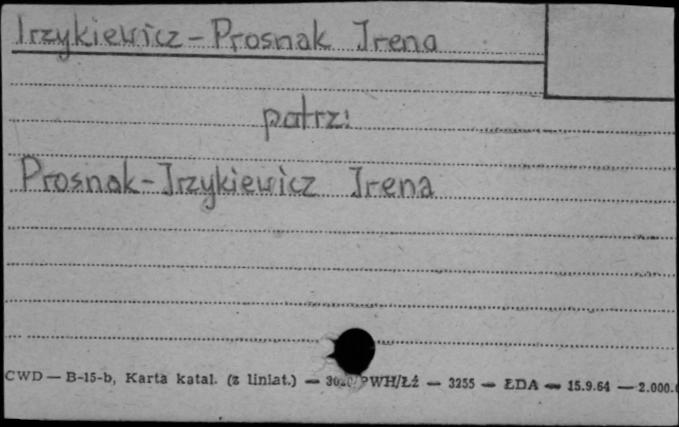 Irzykiewicz - Prosnak Irena
patrz:
Prosnak - Irzykiewicz Irena
CWD — B-15-b, Karta katal. (z liniat.) — PWH/Łź — 3255 — ŁDA — 15.9.64 — 2.000.